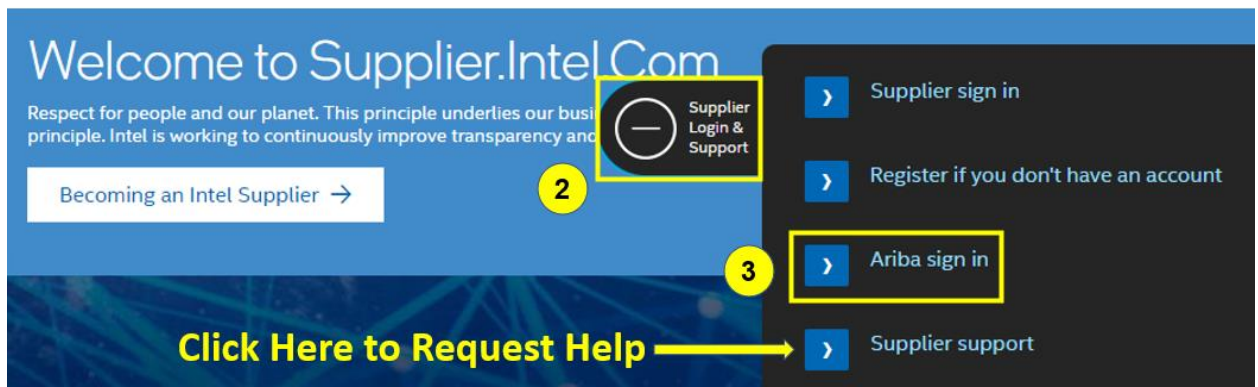 Welcome to Supplier.Intel.Com
Respect for people and our planet. This principle underlies our busi
principle. Intel is working to continuously improve transparency and
Becoming an Intel Supplier →
2
Supplier
Login &
Support
Supplier sign in
Register if you don't have an account
3
Ariba sign in
Click Here to Request Help
Supplier support